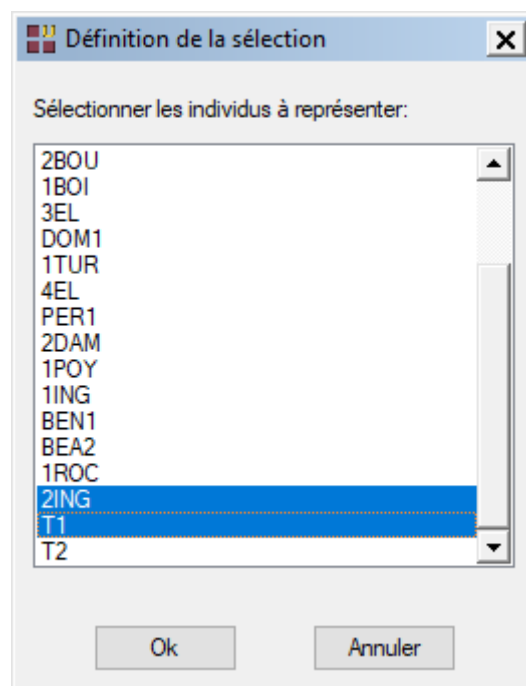 Définition de la sélection
Sélectionner les individus à représenter:
2BOU
1BOI
3EL
DOM1
1TUR
4EL
PER1
2DAM
1POY
1ING
BEN1
BEA2
1ROC
2ING
T1
T2
Ok Annuler